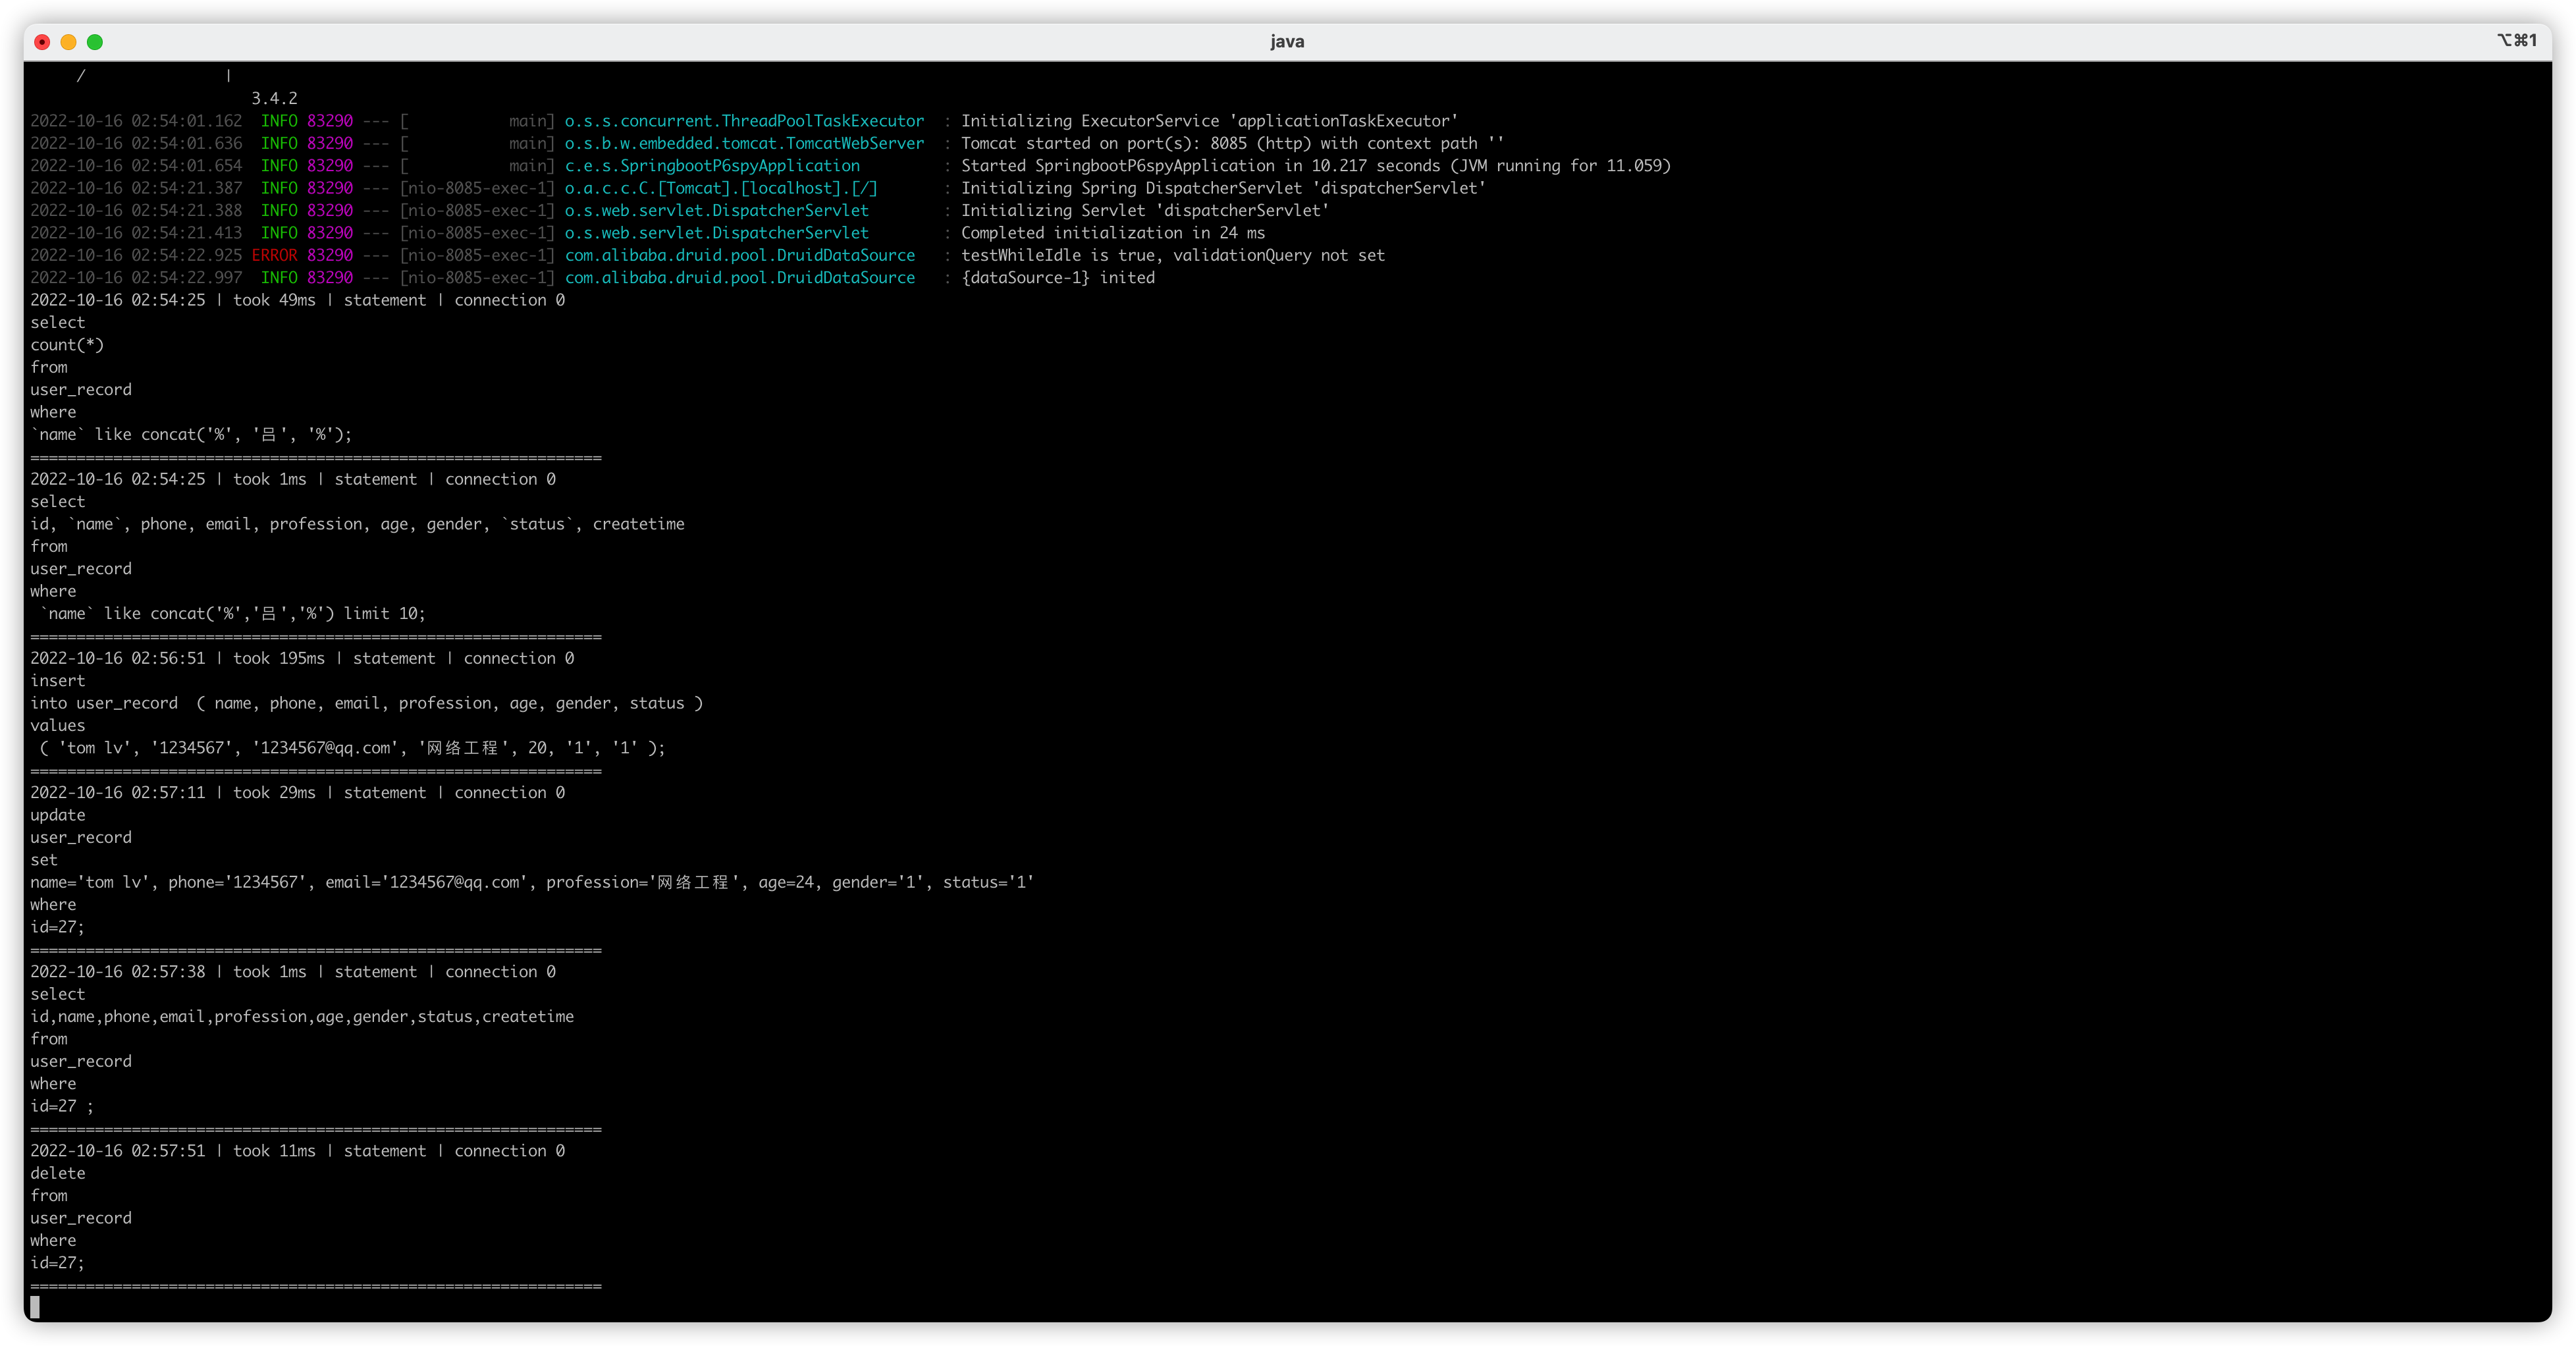 java
⌥⌘1
/ |
3.4.2
2022-10-16 02:54:01.162 INFO 83290 --- [ main] o.s.s.concurrent.ThreadPoolTaskExecutor : Initializing ExecutorService 'applicationTaskExecutor'
2022-10-16 02:54:01.636 INFO 83290 --- [ main] o.s.b.w.embedded.tomcat.TomcatWebServer : Tomcat started on port(s): 8085 (http) with context path ''
2022-10-16 02:54:01.654 INFO 83290 --- [ main] c.e.s.SpringbootP6spyApplication : Started SpringbootP6spyApplication in 10.217 seconds (JVM running for 11.059)
2022-10-16 02:54:21.387 INFO 83290 --- [nio-8085-exec-1] o.a.c.c.C.[Tomcat].[localhost].[/] : Initializing Spring DispatcherServlet 'dispatcherServlet'
2022-10-16 02:54:21.388 INFO 83290 --- [nio-8085-exec-1] o.s.web.servlet.DispatcherServlet : Initializing Servlet 'dispatcherServlet'
2022-10-16 02:54:21.413 INFO 83290 --- [nio-8085-exec-1] o.s.web.servlet.DispatcherServlet : Completed initialization in 24 ms
2022-10-16 02:54:22.925 ERROR 83290 --- [nio-8085-exec-1] com.alibaba.druid.pool.DruidDataSource : testWhileIdle is true, validationQuery not set
2022-10-16 02:54:22.997 INFO 83290 --- [nio-8085-exec-1] com.alibaba.druid.pool.DruidDataSource : {dataSource-1} inited
2022-10-16 02:54:25 | took 49ms | statement | connection 0
select
count(*)
from
user_record
where
`name` like concat('%', '吕', '%');
==============================================================
2022-10-16 02:54:25 | took 1ms | statement | connection 0
select
id, `name`, phone, email, profession, age, gender, `status`, createtime
from
user_record
where
`name` like concat('%','吕','%') limit 10;
==============================================================
2022-10-16 02:56:51 | took 195ms | statement | connection 0
insert
into user_record ( name, phone, email, profession, age, gender, status )
values
( 'tom lv', '1234567', '1234567@qq.com', '网络工程', 20, '1', '1' );
==============================================================
2022-10-16 02:57:11 | took 29ms | statement | connection 0
update
user_record
set
name='tom lv', phone='1234567', email='1234567@qq.com', profession='网络工程', age=24, gender='1', status='1'
where
id=27;
==============================================================
2022-10-16 02:57:38 | took 1ms | statement | connection 0
select
id,name,phone,email,profession,age,gender,status,createtime
from
user_record
where
id=27 ;
==============================================================
2022-10-16 02:57:51 | took 11ms | statement | connection 0
delete
from
user_record
where
id=27;
==============================================================